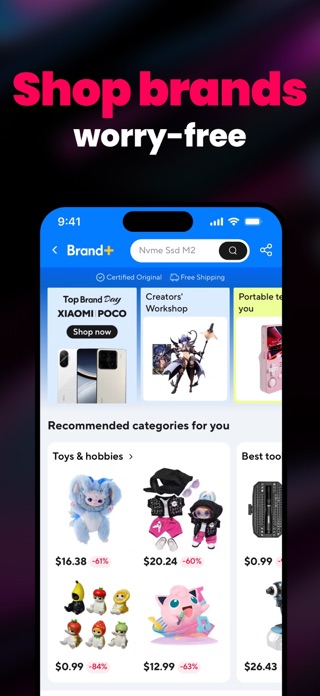 Shop brands
worry-free
9:41
Brand+
Nvme Ssd M2
Certified Original
Free Shipping
Top Brand Day
XIAOMI | POCO
Shop now
Creators'
Workshop
Portable te
you
Recommended categories for you
Toys & hobbies
Best too
$16.38 -61%
$20.24 -60%
$0.99
$0.99 -84%
$12.99 -63%
$26.43